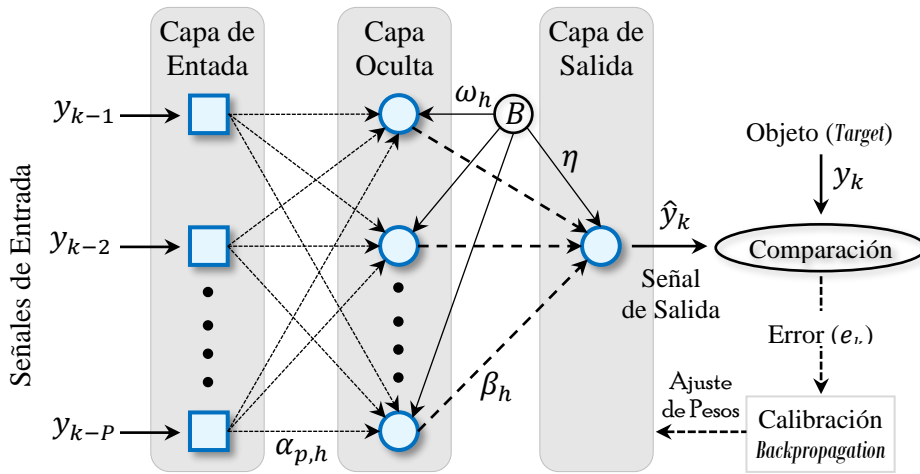 Capa de
Entada
Capa
Oculta
Capa de
Salida
Señales de Entrada
y_{k-1}
y_{k-2}
y_{k-P}
α_{p,h}
ω_h
B
η
β_h
ŷ_k
Señal
de Salida
Objeto (Target)
y_k
Comparación
Error (e_k)
Calibración
Backpropagation
Ajuste
de Pesos